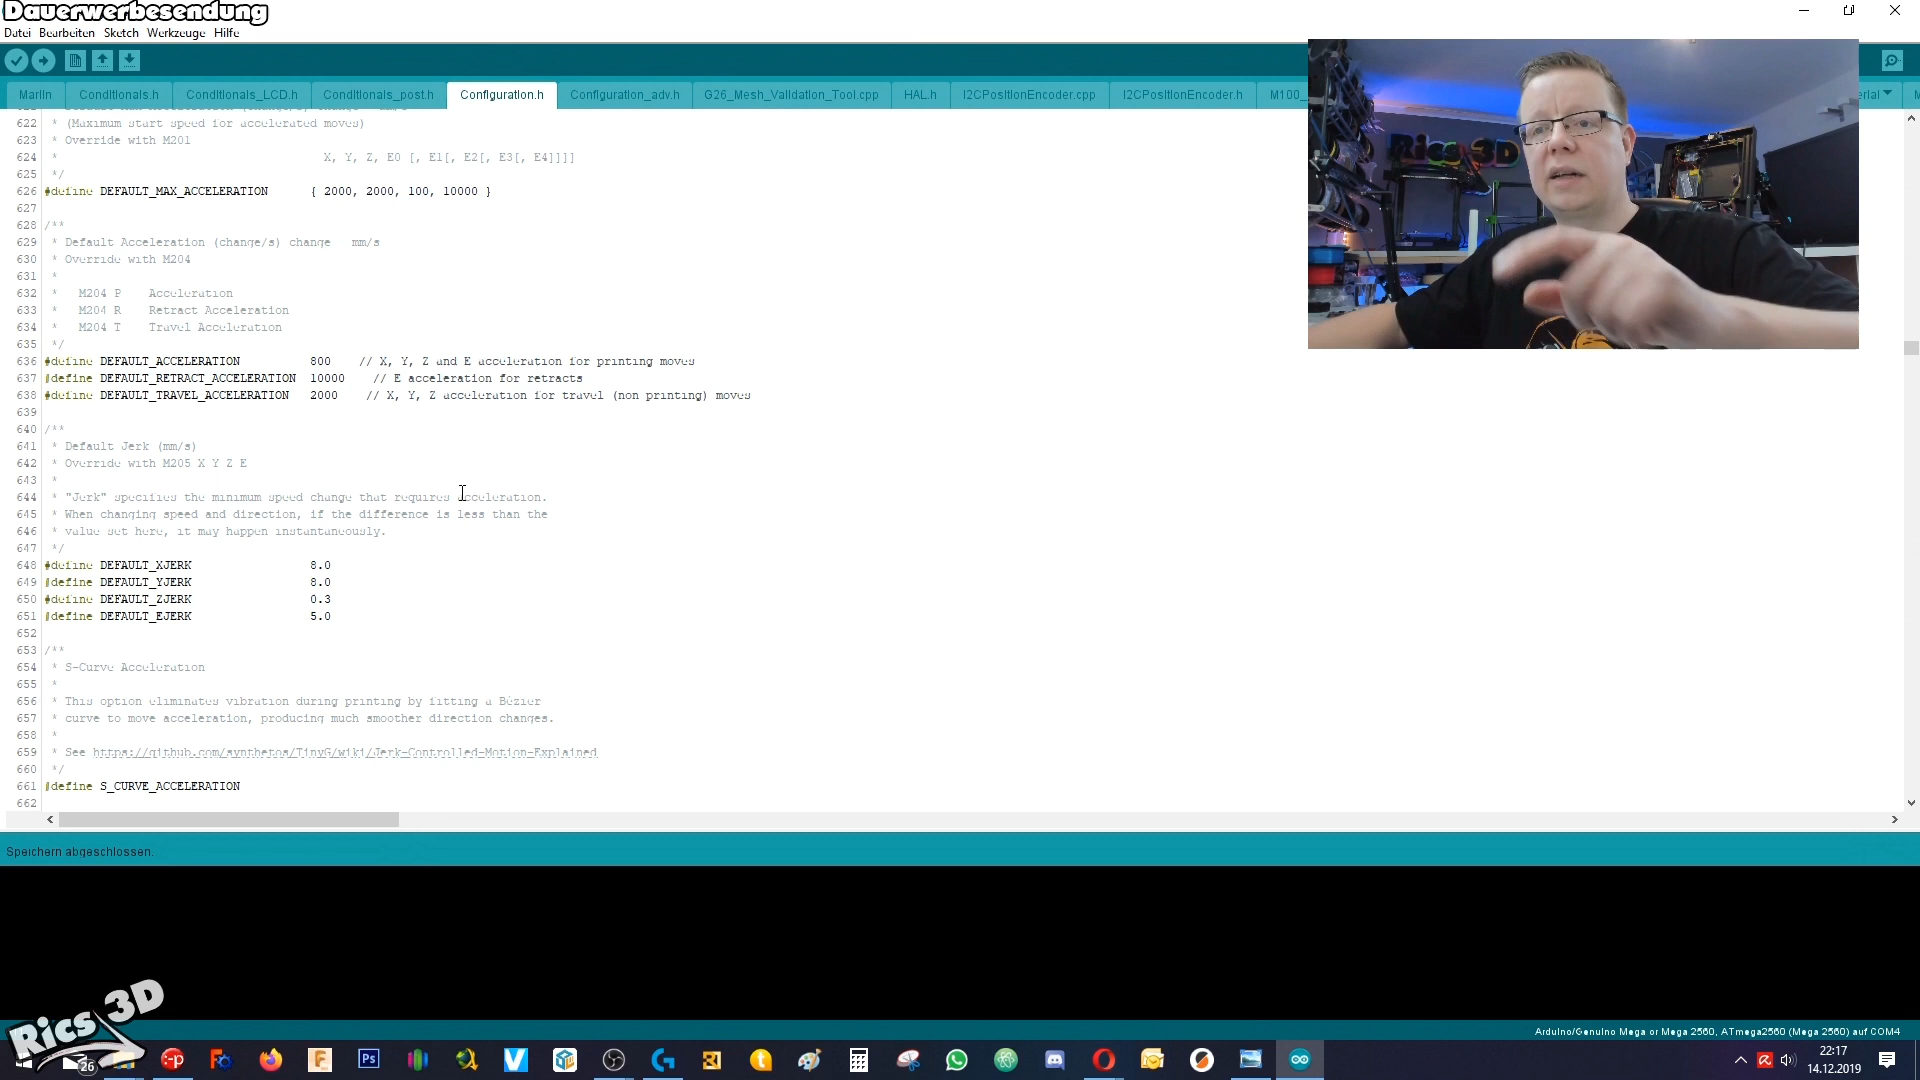 Dauerwerbesendung
Datei Bearbeiten Sketch Werkzeuge Hilfe
Marlin Conditionals.h Conditionals_LCD.h Conditionals_post.h Configuration.h Configuration_adv.h G26_Mesh_Validation_Tool.cpp HAL.h I2CPositionEncoder.cpp I2CPositionEncoder.h M100_
622 * (Maximum start speed for accelerated moves)
623 * Override with M201
624 * X, Y, Z, E0 [, E1[, E2[, E3[, E4]]]]
625 */
626 #define DEFAULT_MAX_ACCELERATION { 2000, 2000, 100, 10000 }
627
628 /**
629 * Default Acceleration (change/s) change mm/s
630 * Override with M204
631 *
632 * M204 P Acceleration
633 * M204 R Retract Acceleration
634 * M204 T Travel Acceleration
635 */
636 #define DEFAULT_ACCELERATION 800 // X, Y, Z and E acceleration for printing moves
637 #define DEFAULT_RETRACT_ACCELERATION 10000 // E acceleration for retracts
638 #define DEFAULT_TRAVEL_ACCELERATION 2000 // X, Y, Z acceleration for travel (non printing) moves
639
640 /**
641 * Default Jerk (mm/s)
642 * Override with M205 X Y Z E
643 *
644 * "Jerk" specifies the minimum speed change that requires acceleration.
645 * When changing speed and direction, if the difference is less than the
646 * value set here, it may happen instantaneously.
647 */
648 #define DEFAULT_XJERK 8.0
649 #define DEFAULT_YJERK 8.0
650 #define DEFAULT_ZJERK 0.3
651 #define DEFAULT_EJERK 5.0
652
653 /**
654 * S-Curve Acceleration
655 *
656 * This option eliminates vibration during printing by fitting a Bézier
657 * curve to move acceleration, producing much smoother direction changes.
658 *
659 * See https://github.com/synthetos/TinyG/wiki/Jerk-Controlled-Motion-Explained
660 */
661 #define S_CURVE_ACCELERATION
662
Rics 3D
Speichern abgeschlossen.
Arduino/Genuino Mega or Mega 2560, ATmega2560 (Mega 2560) auf COM4
Rics 3D
26
Ps
22:17
14.12.2019